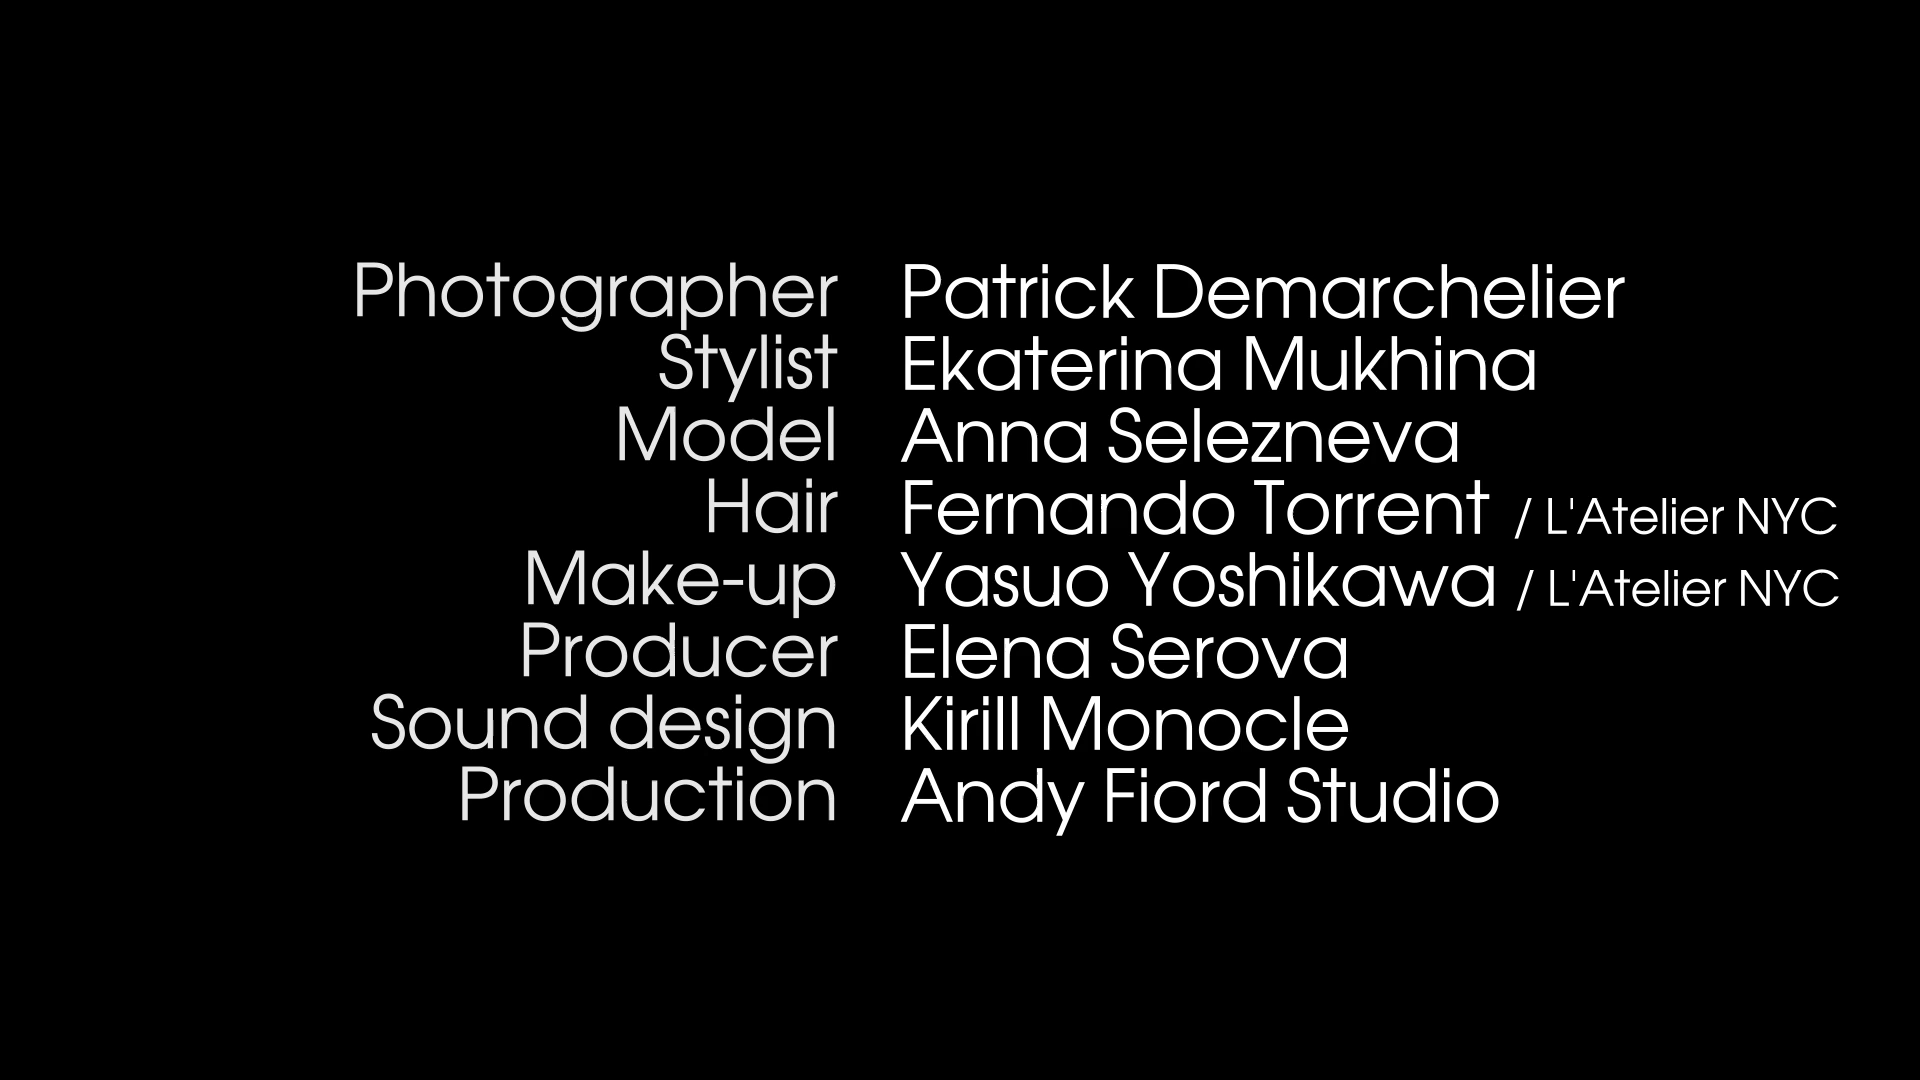 Photographer Patrick Demarchelier
Stylist Ekaterina Mukhina
Model Anna Selezneva
Hair Fernando Torrent / L'Atelier NYC
Make-up Yasuo Yoshikawa / L'Atelier NYC
Producer Elena Serova
Sound design Kirill Monocle
Production Andy Fiord Studio